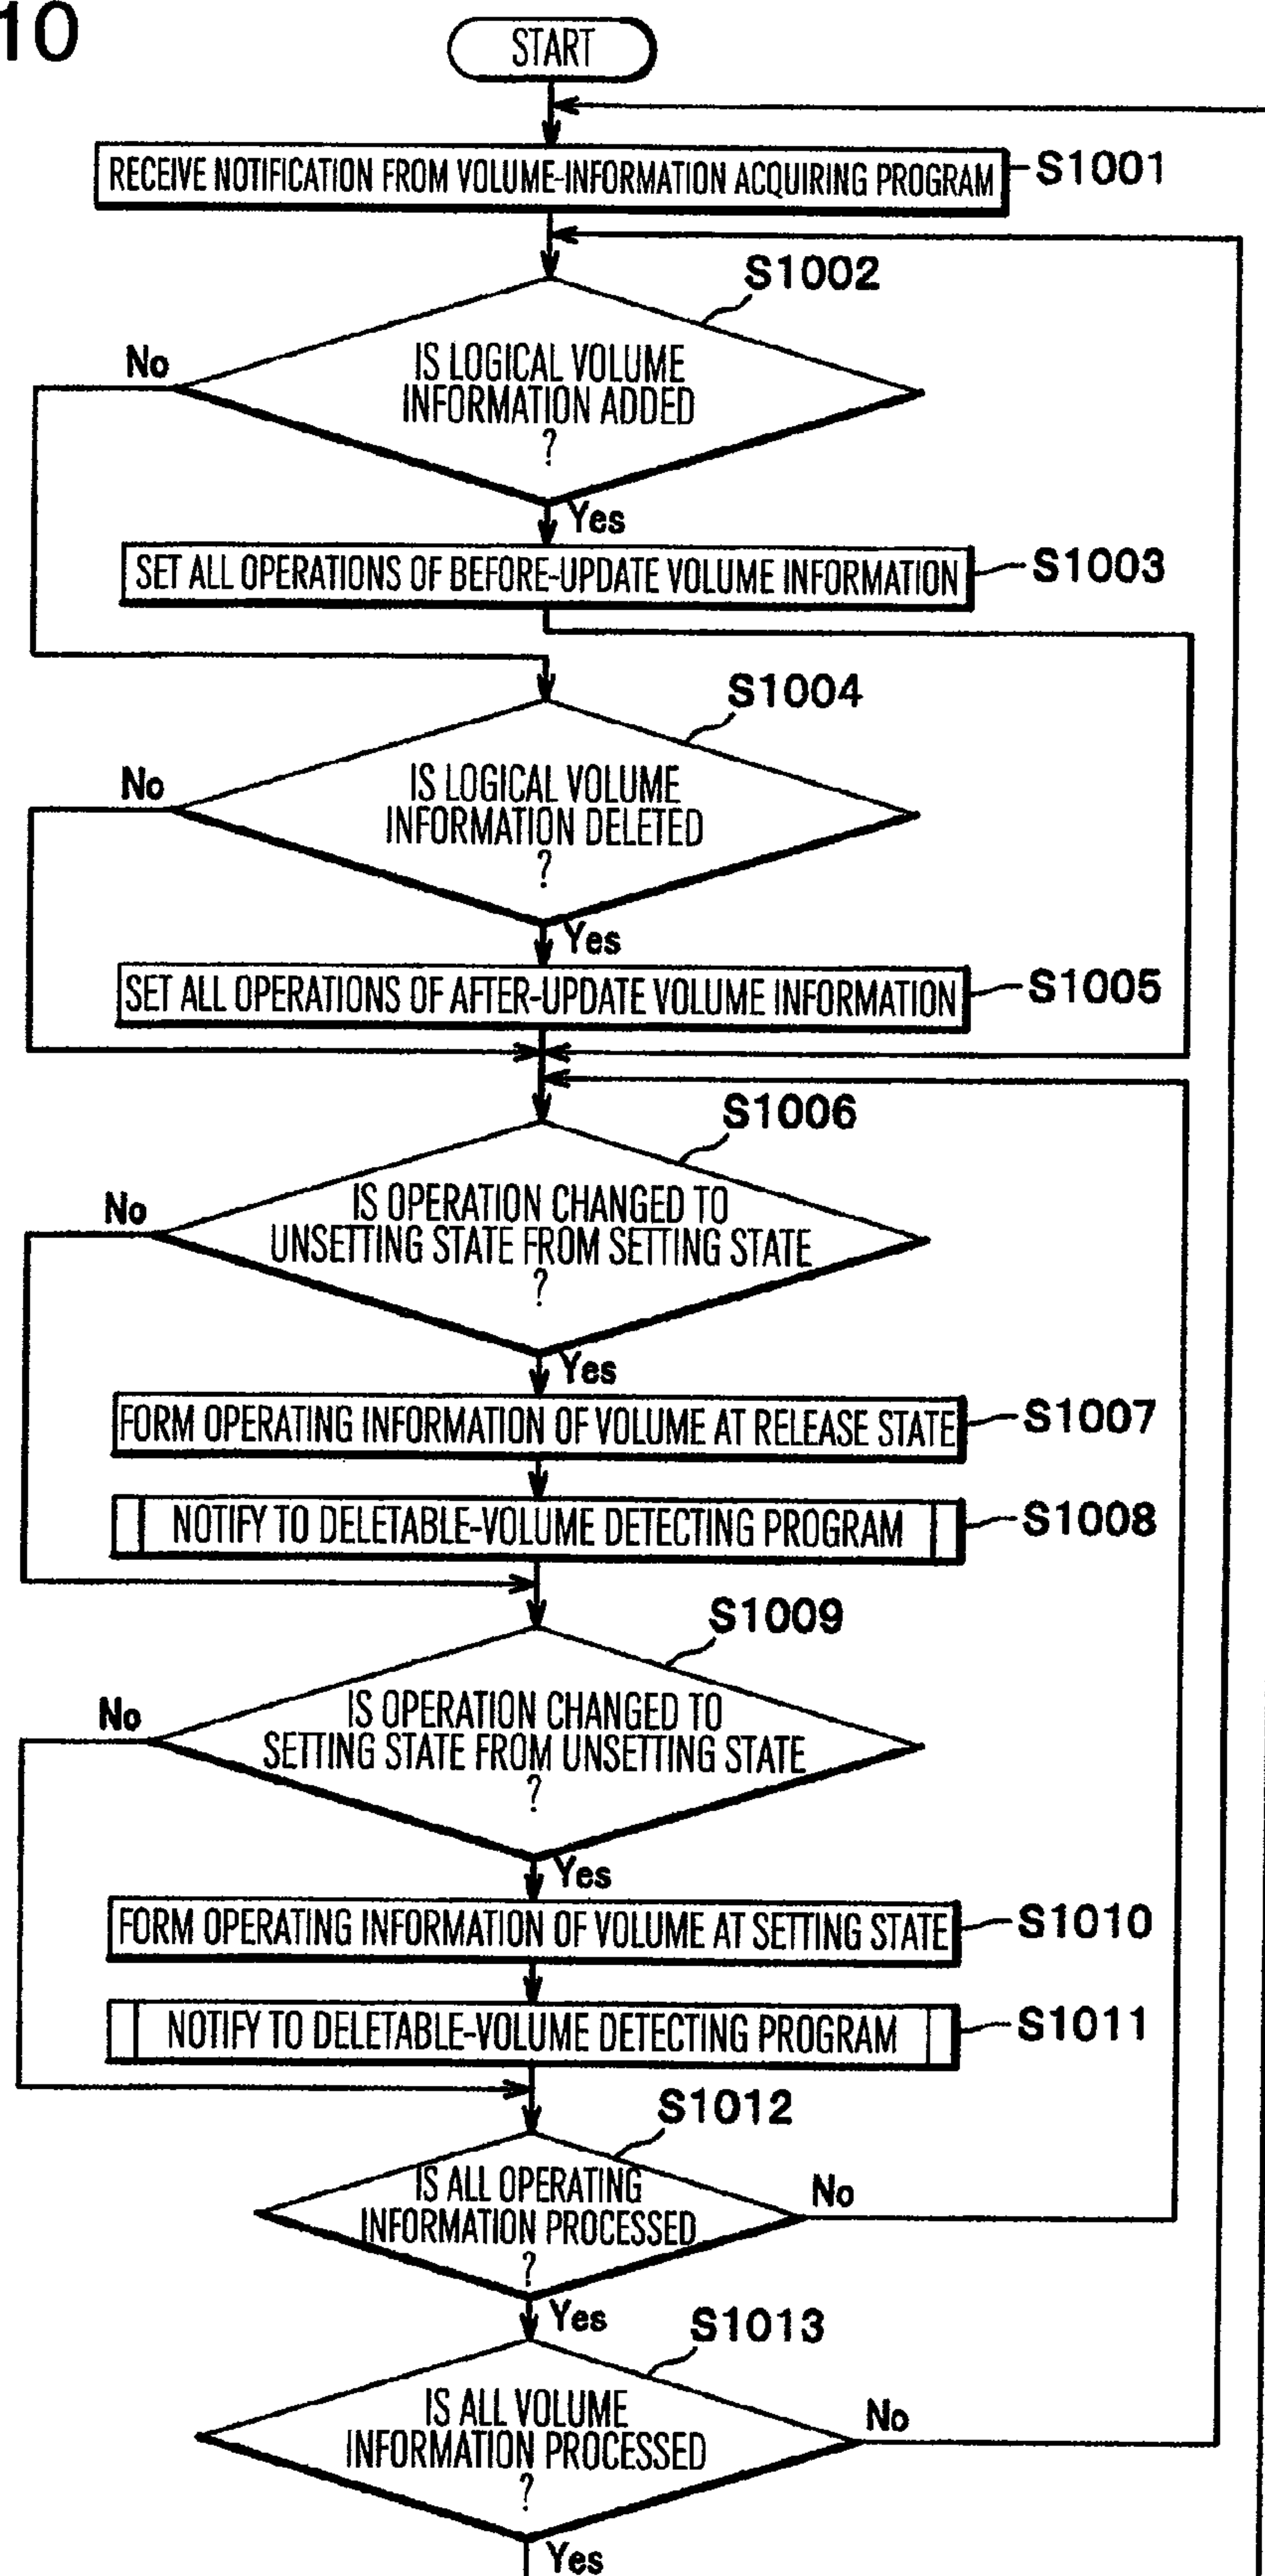 10
START
RECEIVE NOTIFICATION FROM VOLUME-INFORMATION ACQUIRING PROGRAM
S1001
S1002
No
IS LOGICAL VOLUME
INFORMATION ADDED
?
Yes
SET ALL OPERATIONS OF BEFORE-UPDATE VOLUME INFORMATION
S1003
S1004
No
IS LOGICAL VOLUME
INFORMATION DELETED
?
Yes
SET ALL OPERATIONS OF AFTER-UPDATE VOLUME INFORMATION
S1005
S1006
No
IS OPERATION CHANGED TO
UNSETTING STATE FROM SETTING STATE
?
Yes
FORM OPERATING INFORMATION OF VOLUME AT RELEASE STATE
S1007
NOTIFY TO DELETABLE-VOLUME DETECTING PROGRAM
S1008
S1009
No
IS OPERATION CHANGED TO
SETTING STATE FROM UNSETTING STATE
?
Yes
FORM OPERATING INFORMATION OF VOLUME AT SETTING STATE
S1010
NOTIFY TO DELETABLE-VOLUME DETECTING PROGRAM
S1011
S1012
IS ALL OPERATING
INFORMATION PROCESSED
?
No
Yes
S1013
IS ALL VOLUME
INFORMATION PROCESSED
?
No
Yes